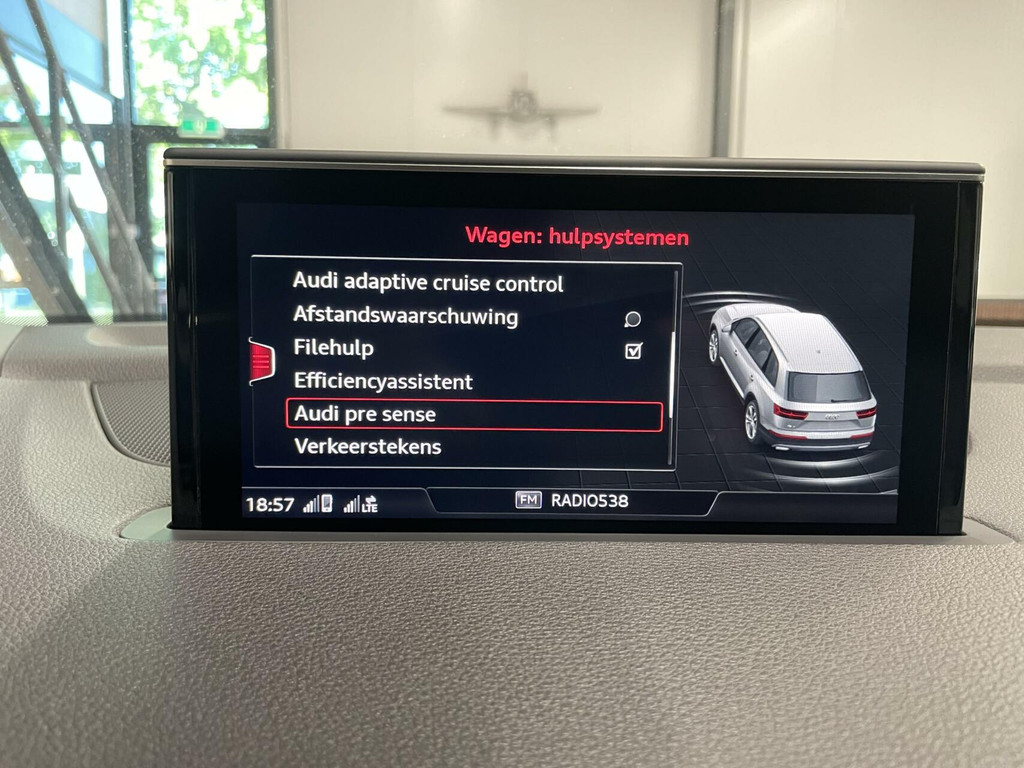 Wagen: hulpsystemen
Audi adaptive cruise control
Afstandswaarschuwing
Filehulp
Efficiencyassistent
Audi pre sense
Verkeerstekens
18:57
LTE
FM RADIO538